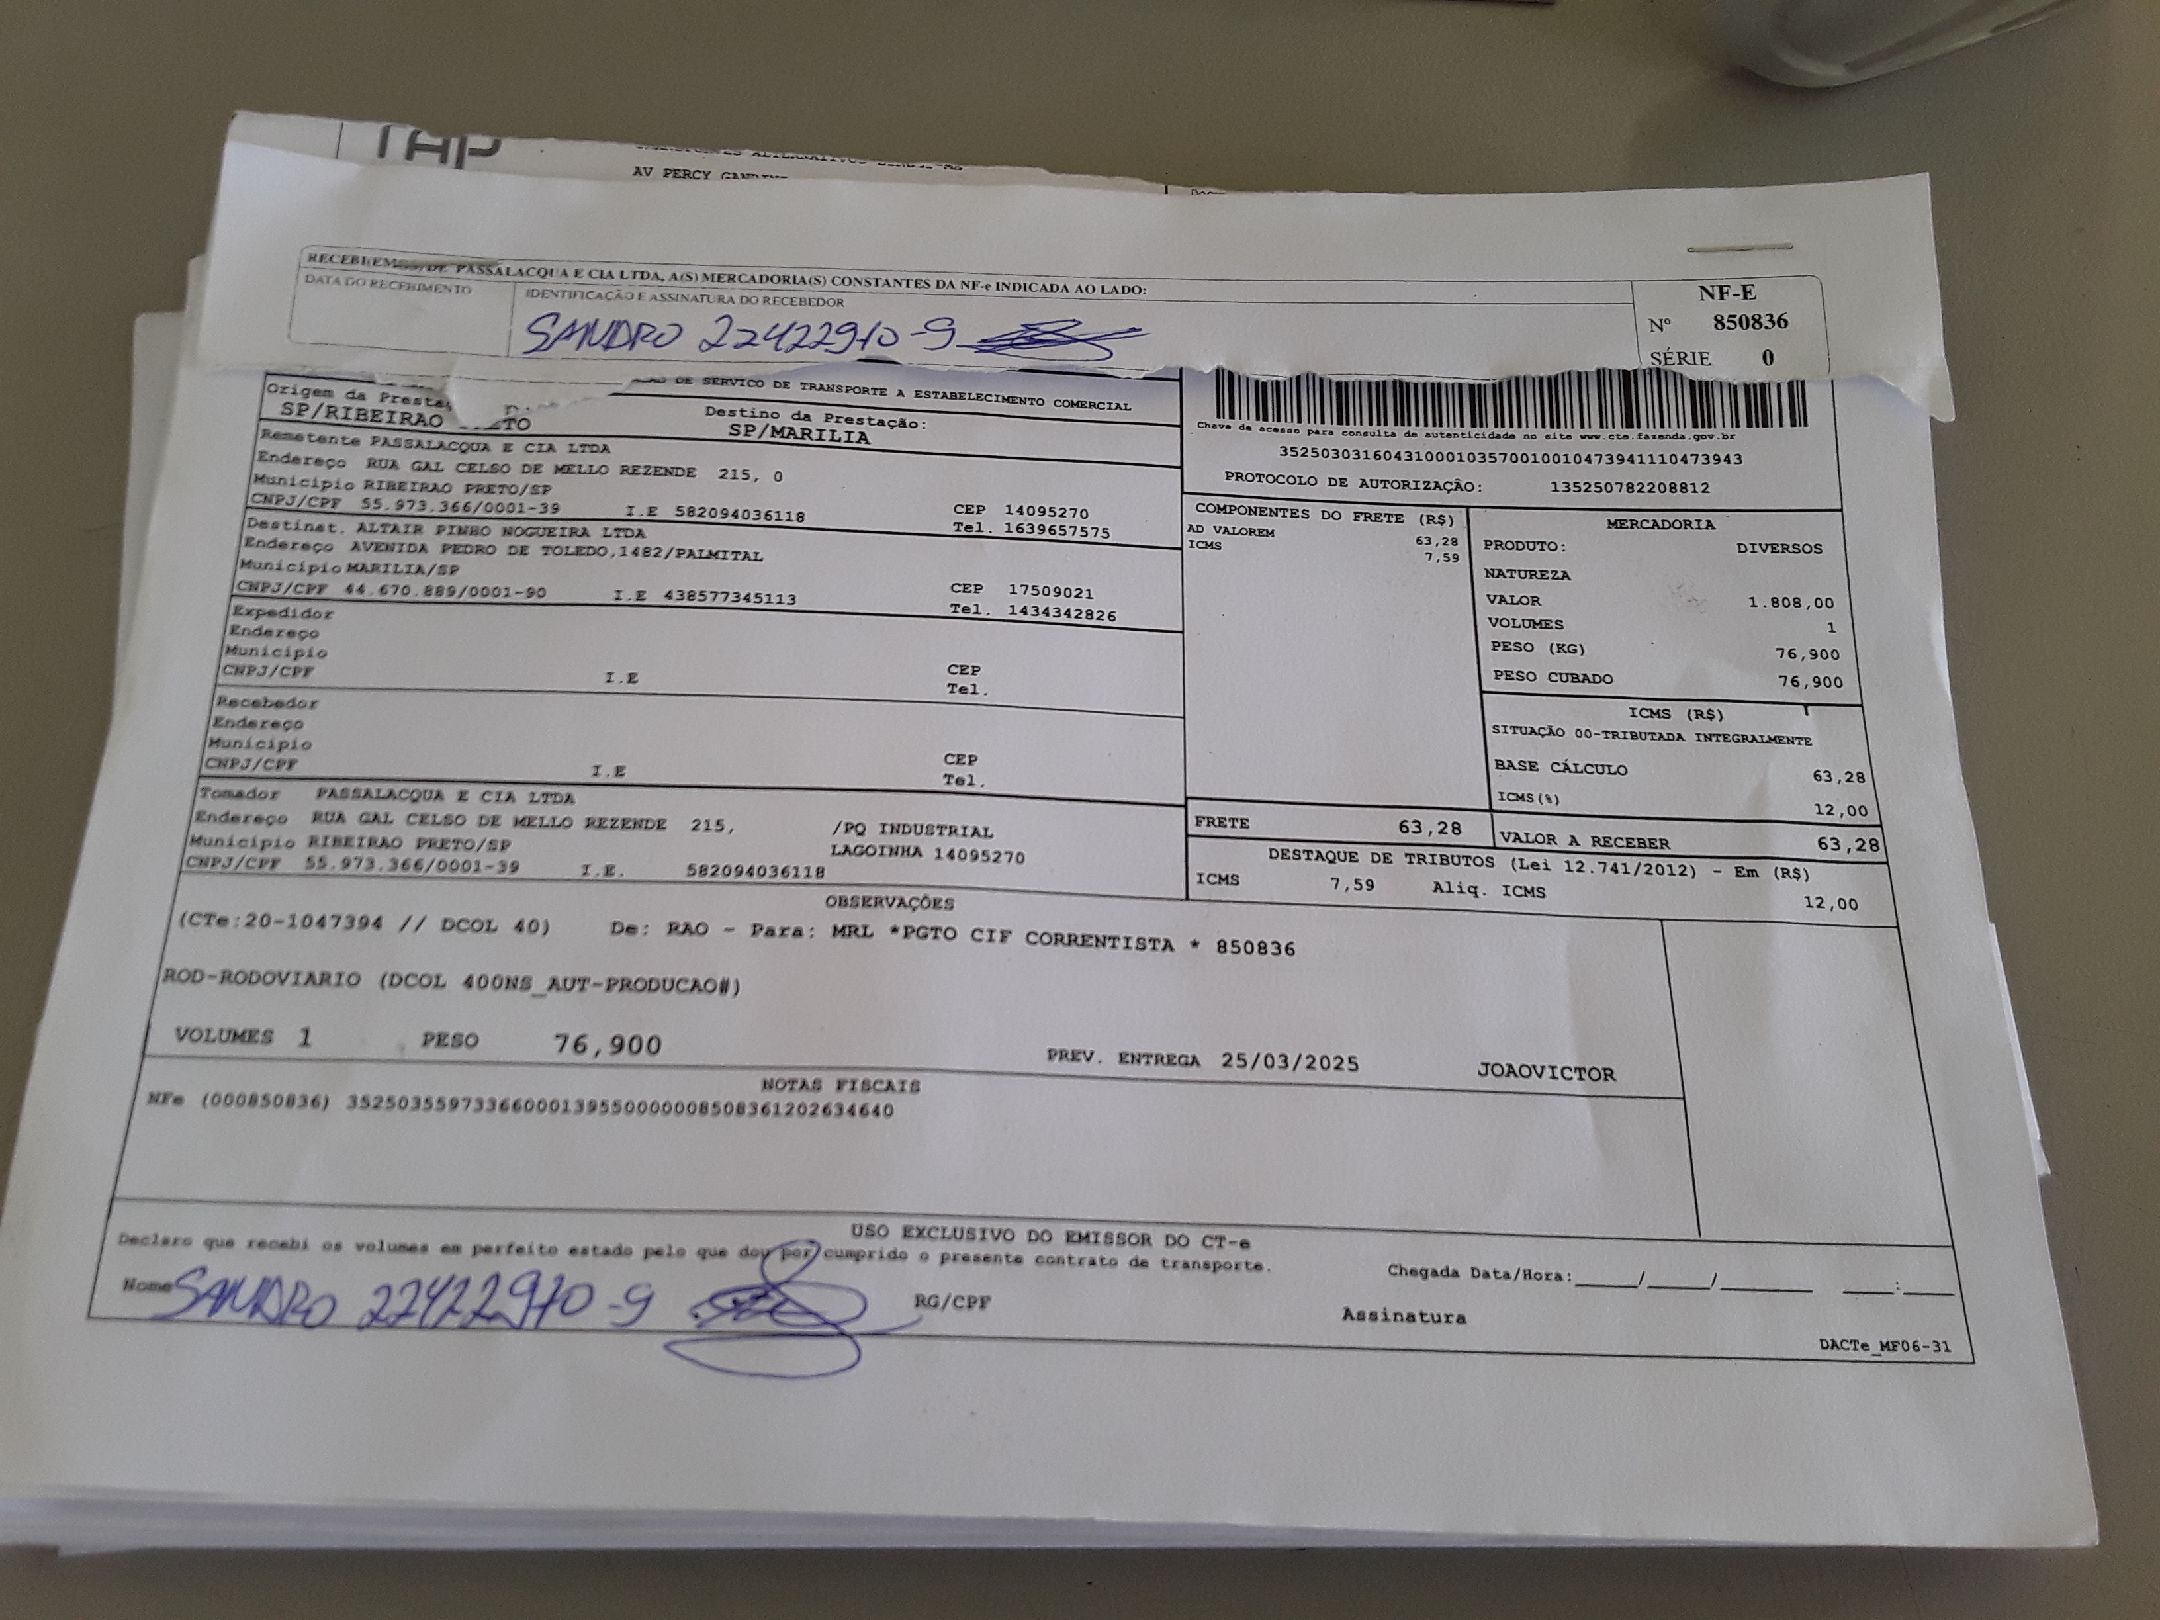 TAP
AV PERCY
RECEBI(EMOS) DE PASSALACQUA E CIA LTDA, A(S) MERCADORIA(S) CONSTANTES DA NF-e INDICADA AO LADO:
DATA DO RECEBIMENTO
IDENTIFICAÇÃO E ASSINATURA DO RECEBEDOR
SANDRO 22422910-9
NF-E
Nº 850836
SÉRIE 0
DE SERVICO DE TRANSPORTE A ESTABELECIMENTO COMERCIAL
Origem da
SP/RIBEIRAO
Destino da Prestação:
SP/MARILIA
Chave de acesso para consulta de autenticidade no site www.cte.fazenda.gov.br
35250303160431000103570010010473941110473943
PROTOCOLO DE AUTORIZAÇÃO: 135250782208812
Remetente PASSALACQUA E CIA LTDA
Endereço RUA GAL CELSO DE MELLO REZENDE 215, 0
Município RIBEIRAO PRETO/SP
CEP 14095270
CNPJ/CPF 55.973.366/0001-39 I.E 582094036118
Tel. 1639657575
Destinat. ALTAIR PINHO NOGUEIRA LTDA
Endereço AVENIDA PEDRO DE TOLEDO,1482/PALMITAL
Município MARILIA/SP
CEP 17509021
CNPJ/CPF 44.670.889/0001-90 I.E 438577345113
Tel. 1434342826
Expedidor
Endereço
Município
CEP
CNPJ/CPF I.E
Tel.
Recebedor
Endereço
Município
CEP
CNPJ/CPF I.E
Tel.
Tomador PASSALACQUA E CIA LTDA
Endereço RUA GAL CELSO DE MELLO REZENDE 215, /PQ INDUSTRIAL
Município RIBEIRAO PRETO/SP LAGOINHA 14095270
CNPJ/CPF 55.973.366/0001-39 I.E. 582094036118
COMPONENTES DO FRETE (R$)
AD VALOREM 63,28
ICMS 7,59
MERCADORIA
PRODUTO: DIVERSOS
NATUREZA
VALOR 1.808,00
VOLUMES 1
PESO (KG) 76,900
PESO CUBADO 76,900
ICMS (R$)
SITUAÇÃO 00-TRIBUTADA INTEGRALMENTE
BASE CÁLCULO 63,28
ICMS(%) 12,00
FRETE 63,28
VALOR A RECEBER 63,28
DESTAQUE DE TRIBUTOS (Lei 12.741/2012) - Em (R$)
ICMS 7,59 Aliq. ICMS 12,00
OBSERVAÇÕES
(CTe:20-1047394 // DCOL 40) De: RAO - Para: MRL *PGTO CIF CORRENTISTA * 850836
ROD-RODOVIARIO (DCOL 400NS_AUT-PRODUCAO#)
VOLUMES 1 PESO 76,900 PREV. ENTREGA 25/03/2025 JOAOVICTOR
NOTAS FISCAIS
NFe (000850836) 35250355973366000139550000008508361202634640
USO EXCLUSIVO DO EMISSOR DO CT-e
Declaro que recebi os volumes em perfeito estado pelo que dou por cumprido o presente contrato de transporte.
Chegada Data/Hora:_____/_____/_________ ____:____
Nome SANDRO 22422910-9 RG/CPF
Assinatura
DACTe_MF06-31